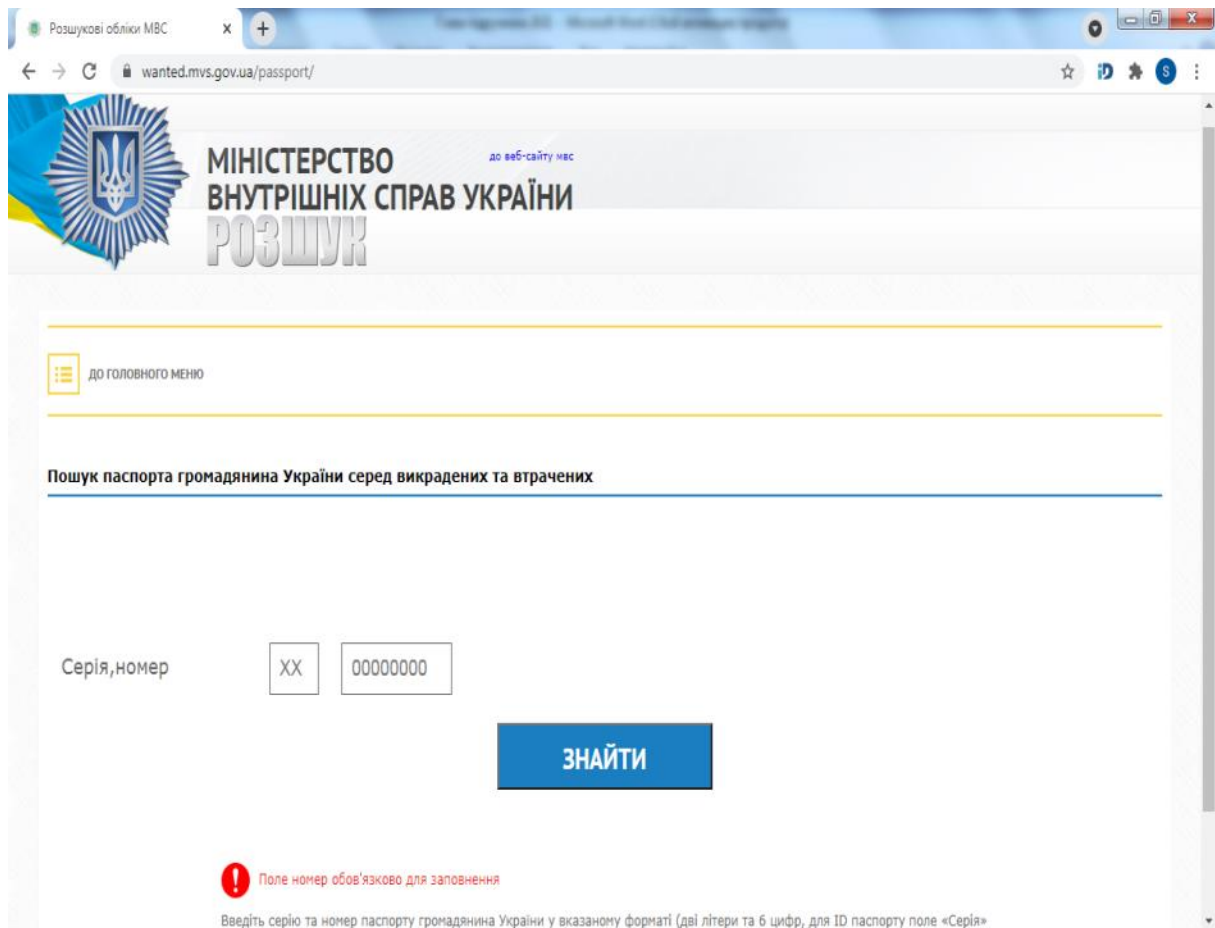 Розшукові обліки МВС
wanted.mvs.gov.ua/passport/
iD
S
МІНІСТЕРСТВО
до веб-сайту мвс
ВНУТРІШНІХ СПРАВ УКРАЇНИ
РОЗШУК
ДО ГОЛОВНОГО МЕНЮ
Пошук паспорта громадянина України серед викрадених та втрачених
Серія,номер
XX
00000000
ЗНАЙТИ
Поле номер обов'язково для заповнення
Введіть серію та номер паспорту громадянина України у вказаному форматі (дві літери та 6 цифр, для ID паспорту поле «Серія»